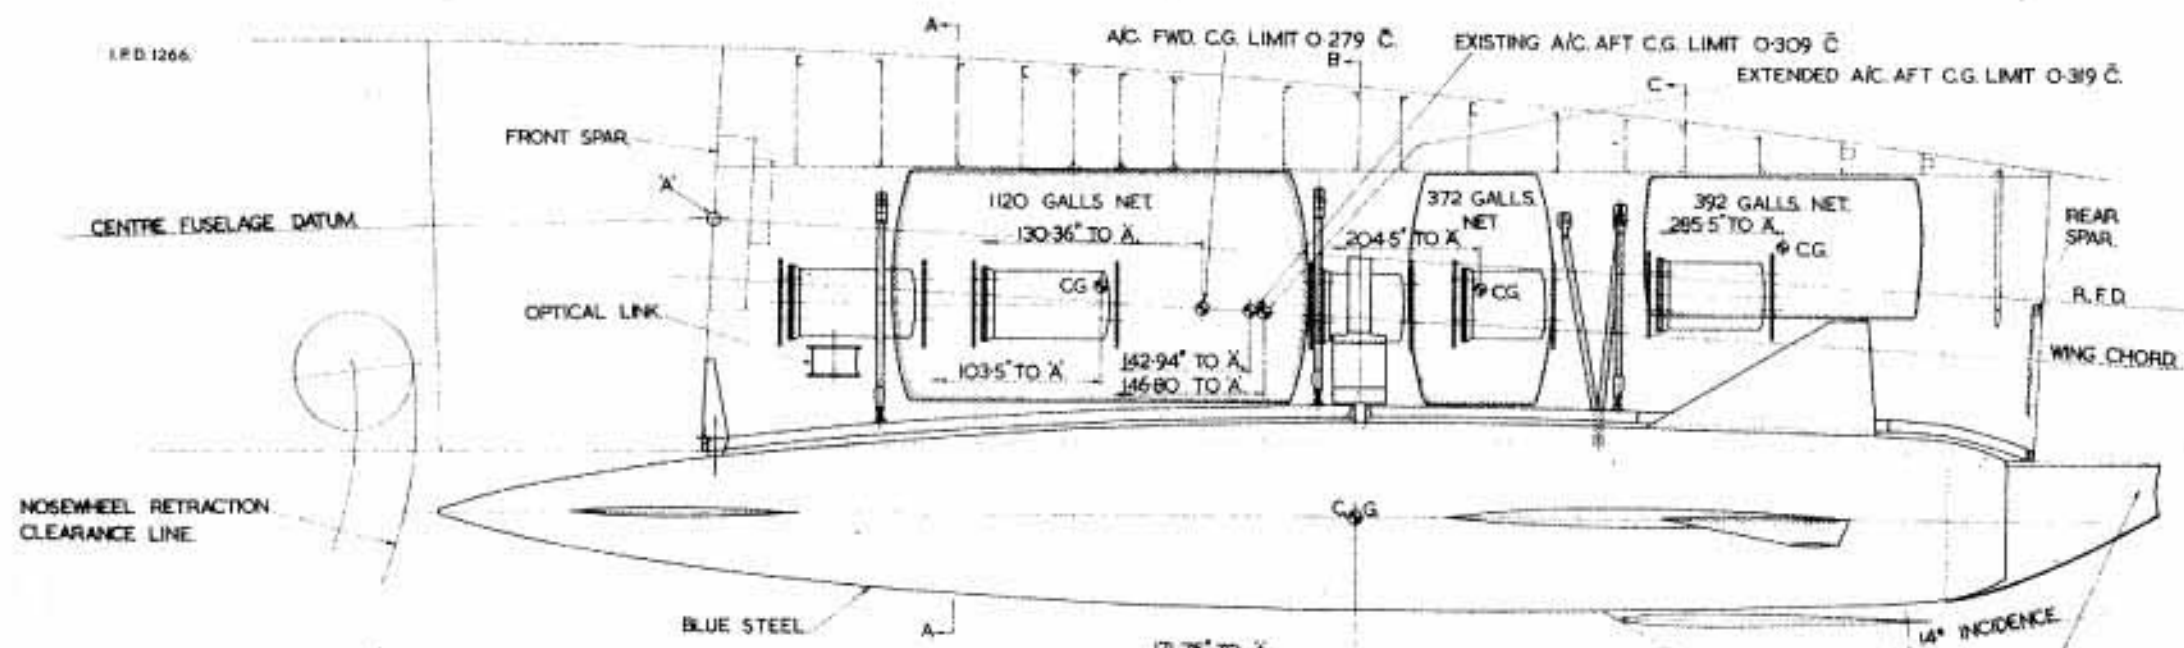 I.P.D. 1266.
A
A/C. FWD. C.G. LIMIT 0·279 C̄.
EXISTING A/C. AFT C.G. LIMIT 0·309 C̄
B
EXTENDED A/C. AFT C.G. LIMIT 0·319 C̄.
C
FRONT SPAR.
'A'
1120 GALLS NET.
372 GALLS.
NET
392 GALLS. NET.
CENTRE FUSELAGE DATUM.
130·36" TO 'A'.
204·5" TO 'A'
285·5" TO 'A'.
REAR
SPAR.
C.G.
C.G.
C.G.
OPTICAL LINK.
R.F.D.
103·5" TO 'A'.
142·94" TO 'A'.
146·80 TO 'A'.
WING CHORD.
NOSEWHEEL RETRACTION
CLEARANCE LINE.
C.G.
BLUE STEEL
A
171·75" TO 'A'
14° INCIDENCE.